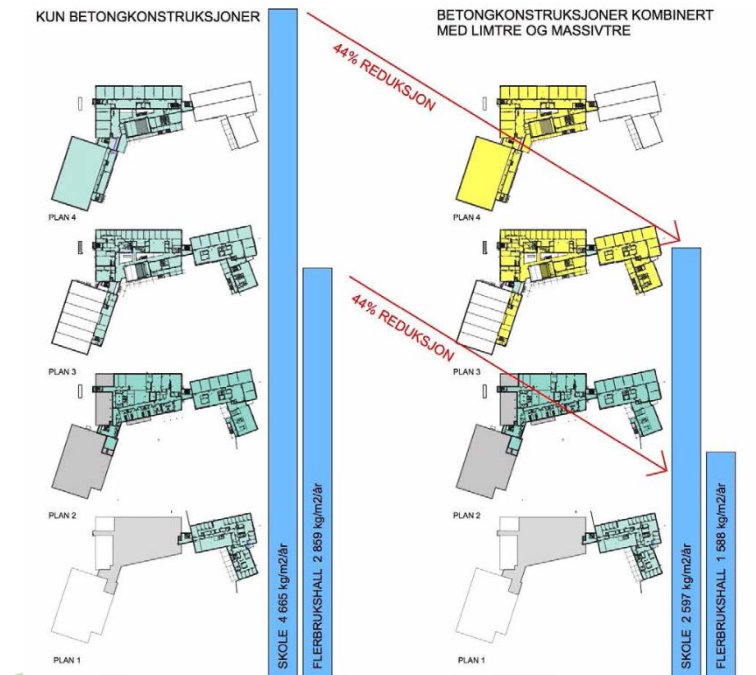 KUN BETONGKONSTRUKSJONER
PLAN 4
PLAN 3
PLAN 2
PLAN 1
SKOLE 4 665 kg/m2/år
FLERBRUKSHALL 2 859 kg/m2/år
44% REDUKSJON
44% REDUKSJON
BETONGKONSTRUKSJONER KOMBINERT
MED LIMTRE OG MASSIVTRE
PLAN 4
PLAN 3
PLAN 2
PLAN 1
SKOLE 2 597 kg/m2/år
FLERBRUKSHALL 1 588 kg/m2/år